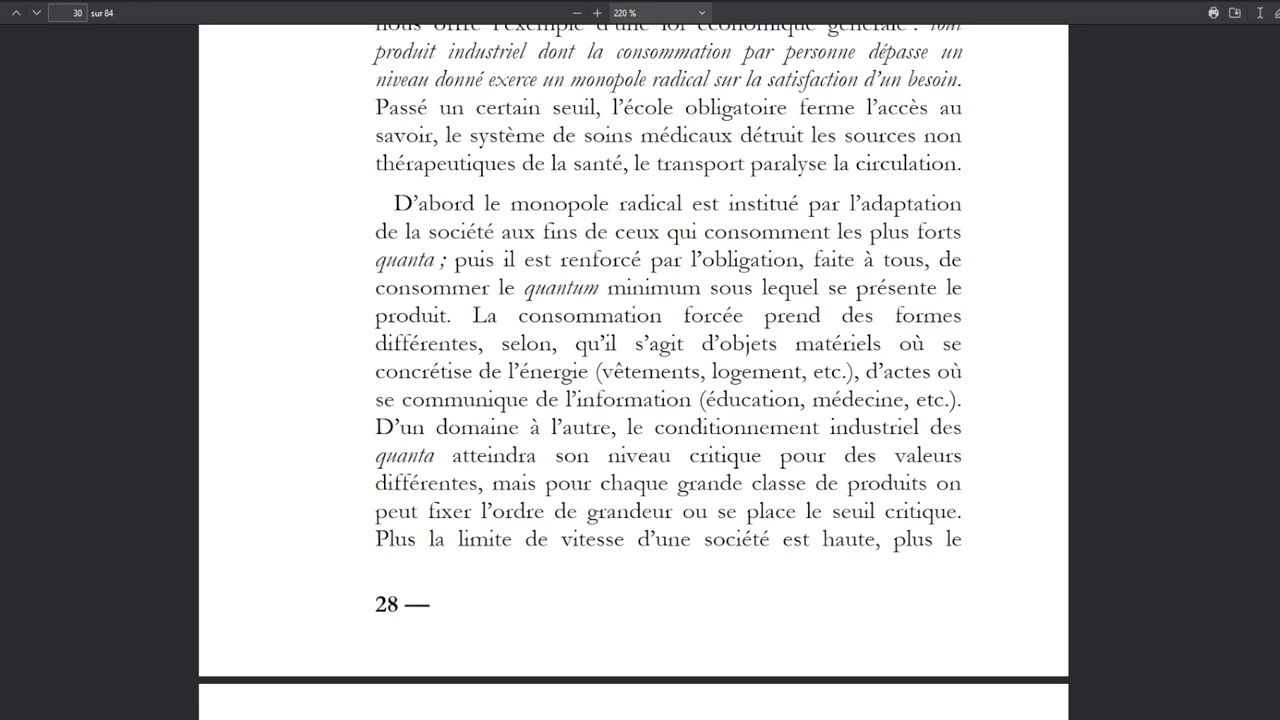 30 sur 84
220 %
nous offre l'exemple d'une loi économique générale : tout
produit industriel dont la consommation par personne dépasse un
niveau donné exerce un monopole radical sur la satisfaction d'un besoin.
Passé un certain seuil, l'école obligatoire ferme l'accès au
savoir, le système de soins médicaux détruit les sources non
thérapeutiques de la santé, le transport paralyse la circulation.
D'abord le monopole radical est institué par l'adaptation
de la société aux fins de ceux qui consomment les plus forts
quanta ; puis il est renforcé par l'obligation, faite à tous, de
consommer le quantum minimum sous lequel se présente le
produit. La consommation forcée prend des formes
différentes, selon, qu'il s'agit d'objets matériels où se
concrétise de l'énergie (vêtements, logement, etc.), d'actes où
se communique de l'information (éducation, médecine, etc.).
D'un domaine à l'autre, le conditionnement industriel des
quanta atteindra son niveau critique pour des valeurs
différentes, mais pour chaque grande classe de produits on
peut fixer l'ordre de grandeur ou se place le seuil critique.
Plus la limite de vitesse d'une société est haute, plus le
28 —